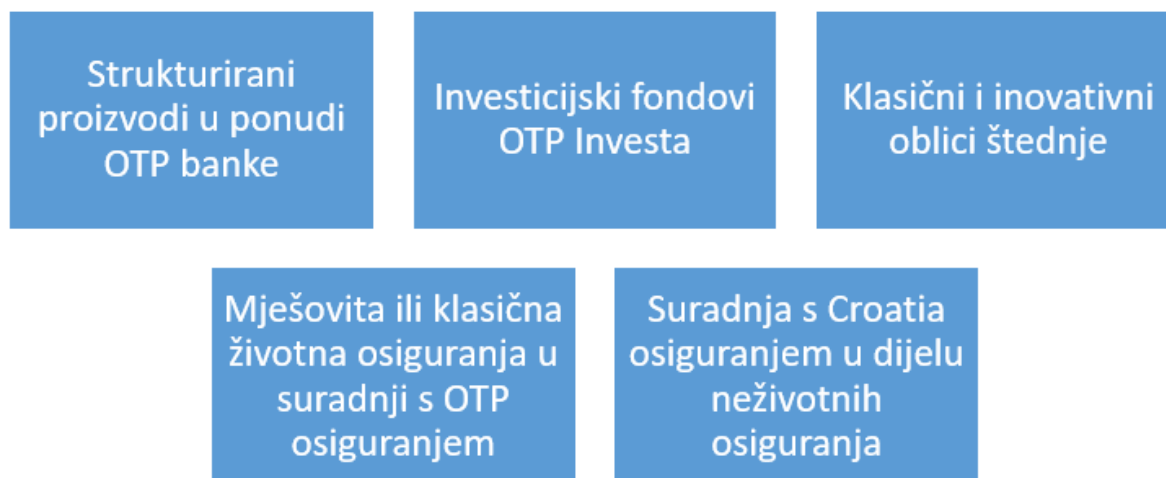 Strukturirani
proizvodi u ponudi
OTP banke
Investicijski fondovi
OTP Investa
Klasični i inovativni
oblici štednje
Mješovita ili klasična
životna osiguranja u
suradnji s OTP
osiguranjem
Suradnja s Croatia
osiguranjem u dijelu
neživotnih
osiguranja